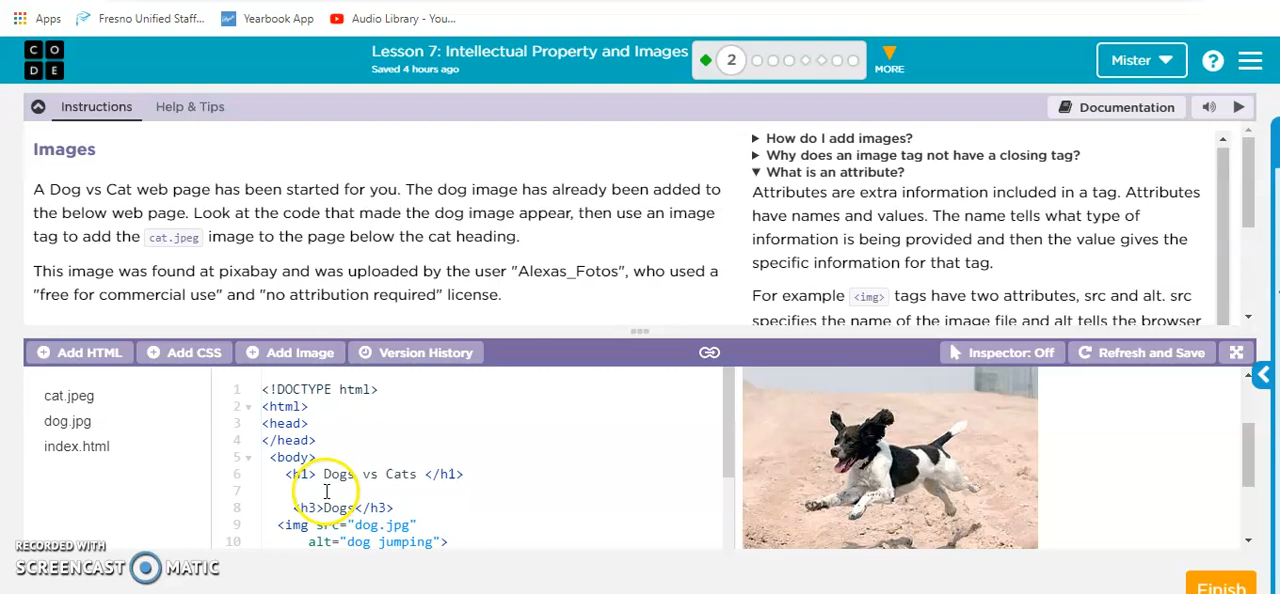 Apps Fresno Unified Staff... Yearbook App Audio Library - You...
CODE
Lesson 7: Intellectual Property and Images
Saved 4 hours ago
2
MORE
Mister
?
Instructions Help & Tips Documentation
Images
A Dog vs Cat web page has been started for you. The dog image has already been added to
the below web page. Look at the code that made the dog image appear, then use an image
tag to add the cat.jpeg image to the page below the cat heading.
This image was found at pixabay and was uploaded by the user "Alexas_Fotos", who used a
"free for commercial use" and "no attribution required" license.
How do I add images?
Why does an image tag not have a closing tag?
What is an attribute?
Attributes are extra information included in a tag. Attributes
have names and values. The name tells what type of
information is being provided and then the value gives the
specific information for that tag.
For example <img> tags have two attributes, src and alt. src
specifies the name of the image file and alt tells the browser
Add HTML Add CSS Add Image Version History Inspector: Off Refresh and Save
cat.jpeg
dog.jpg
index.html
1 <!DOCTYPE html>
2 <html>
3 <head>
4 </head>
5 <body>
6 <h1> Dogs vs Cats </h1>
7
8 <h3>Dogs</h3>
9 <img src="dog.jpg"
10 alt="dog jumping">
RECORDED WITH
SCREENCAST MATIC
Finish